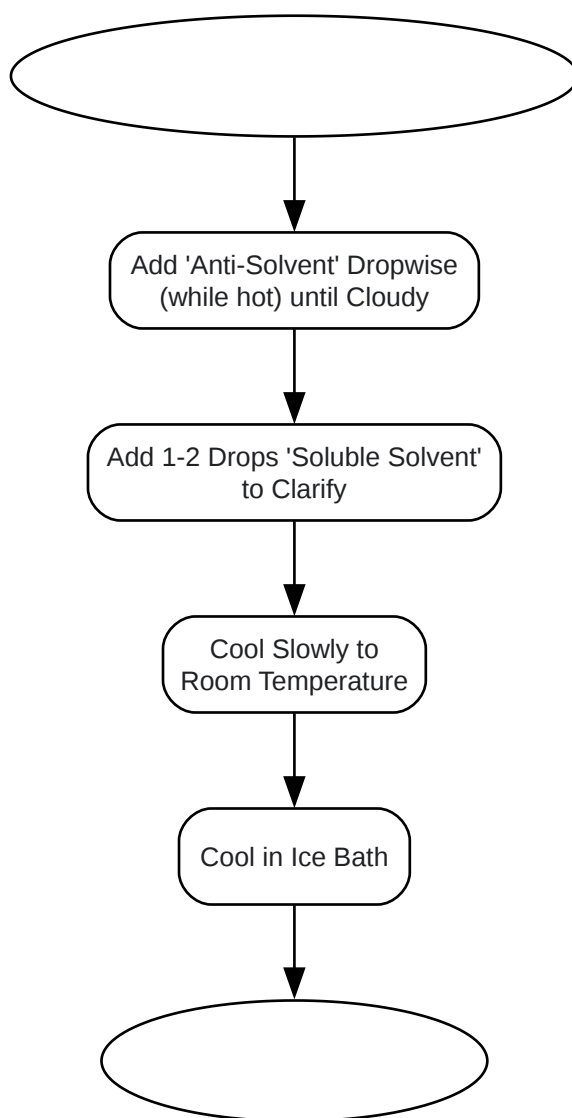 Add 'Anti-Solvent' Dropwise
(while hot) until Cloudy
Add 1-2 Drops 'Soluble Solvent'
to Clarify
Cool Slowly to
Room Temperature
Cool in Ice Bath